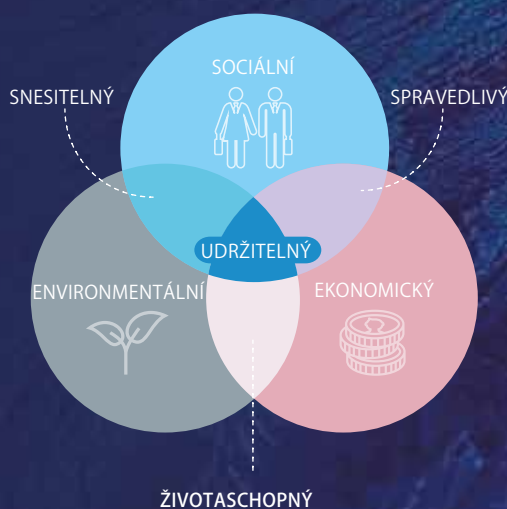 SOCIÁLNÍ
SNESITELNÝ
SPRAVEDLIVÝ
UDRŽITELNÝ
ENVIRONMENTÁLNÍ
EKONOMICKÝ
ŽIVOTASCHOPNÝ